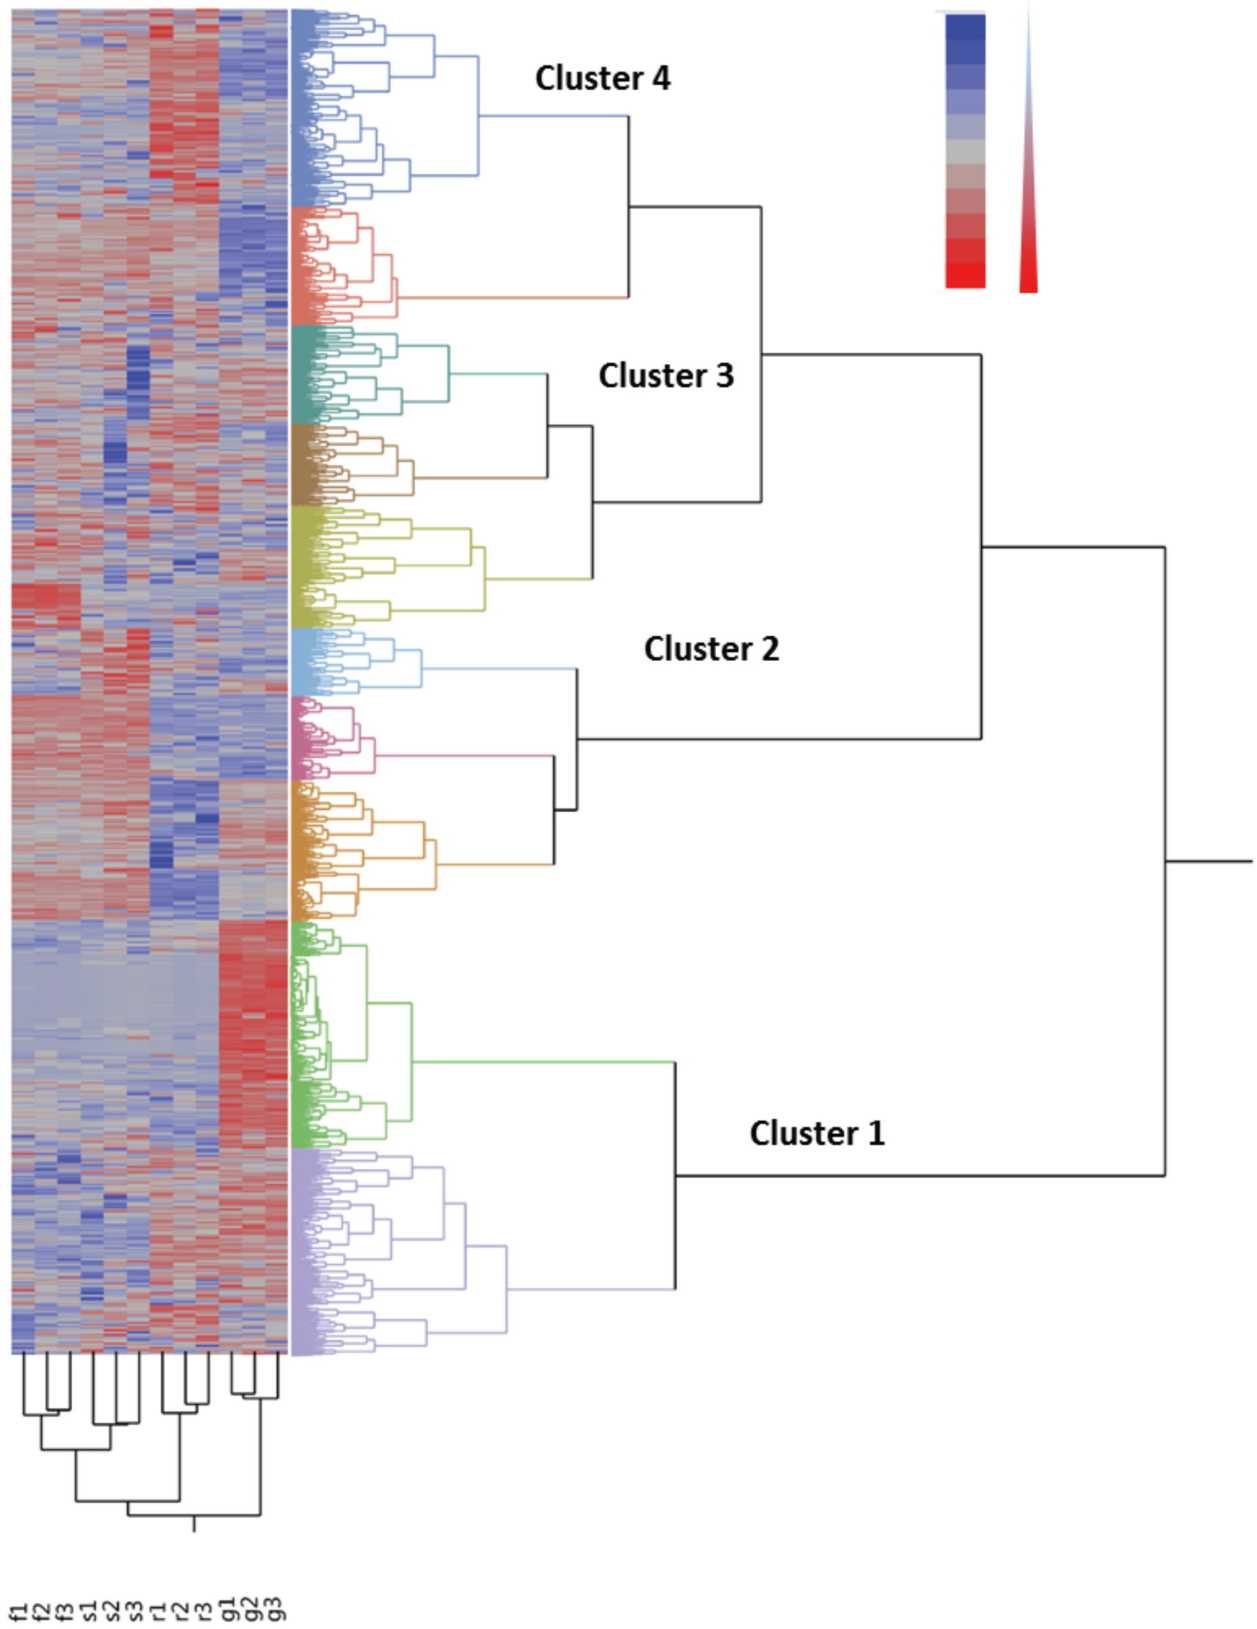 Cluster 4
Cluster 3
Cluster 2
Cluster 1
f1
f2
f3
s1
s2
s3
r1
r2
r3
g1
g2
g3